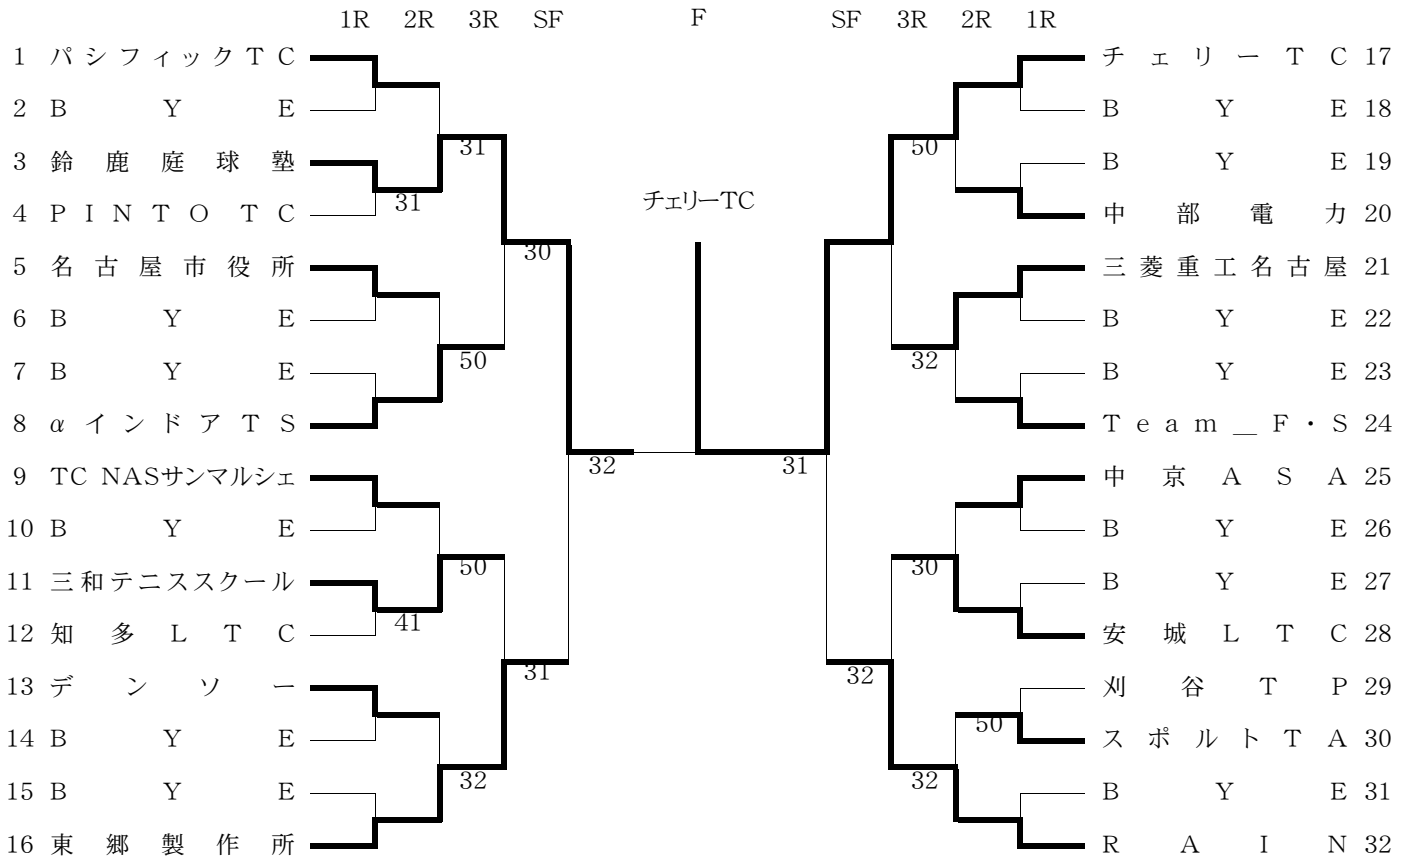 1R 2R 3R SF F SF 3R 2R 1R
1 パシフィックTC チェリーTC 17
2 BYE BYE 18
31 50
3 鈴鹿庭球塾 BYE 19
31 チェリーTC
4 PINTO TC 中部電力 20
30
5 名古屋市役所 三菱重工名古屋 21
6 BYE BYE 22
50 32
7 BYE BYE 23
8 αインドアTS Team_F・S 24
32 31
9 TC NASサンマルシェ 中京ASA 25
10 BYE BYE 26
50 30
11 三和テニススクール BYE 27
41
12 知多LTC 安城LTC 28
31 32
13 デンソー 刈谷TP 29
50
14 BYE スポルトTA 30
32 32
15 BYE BYE 31
16 東郷製作所 RAIN 32